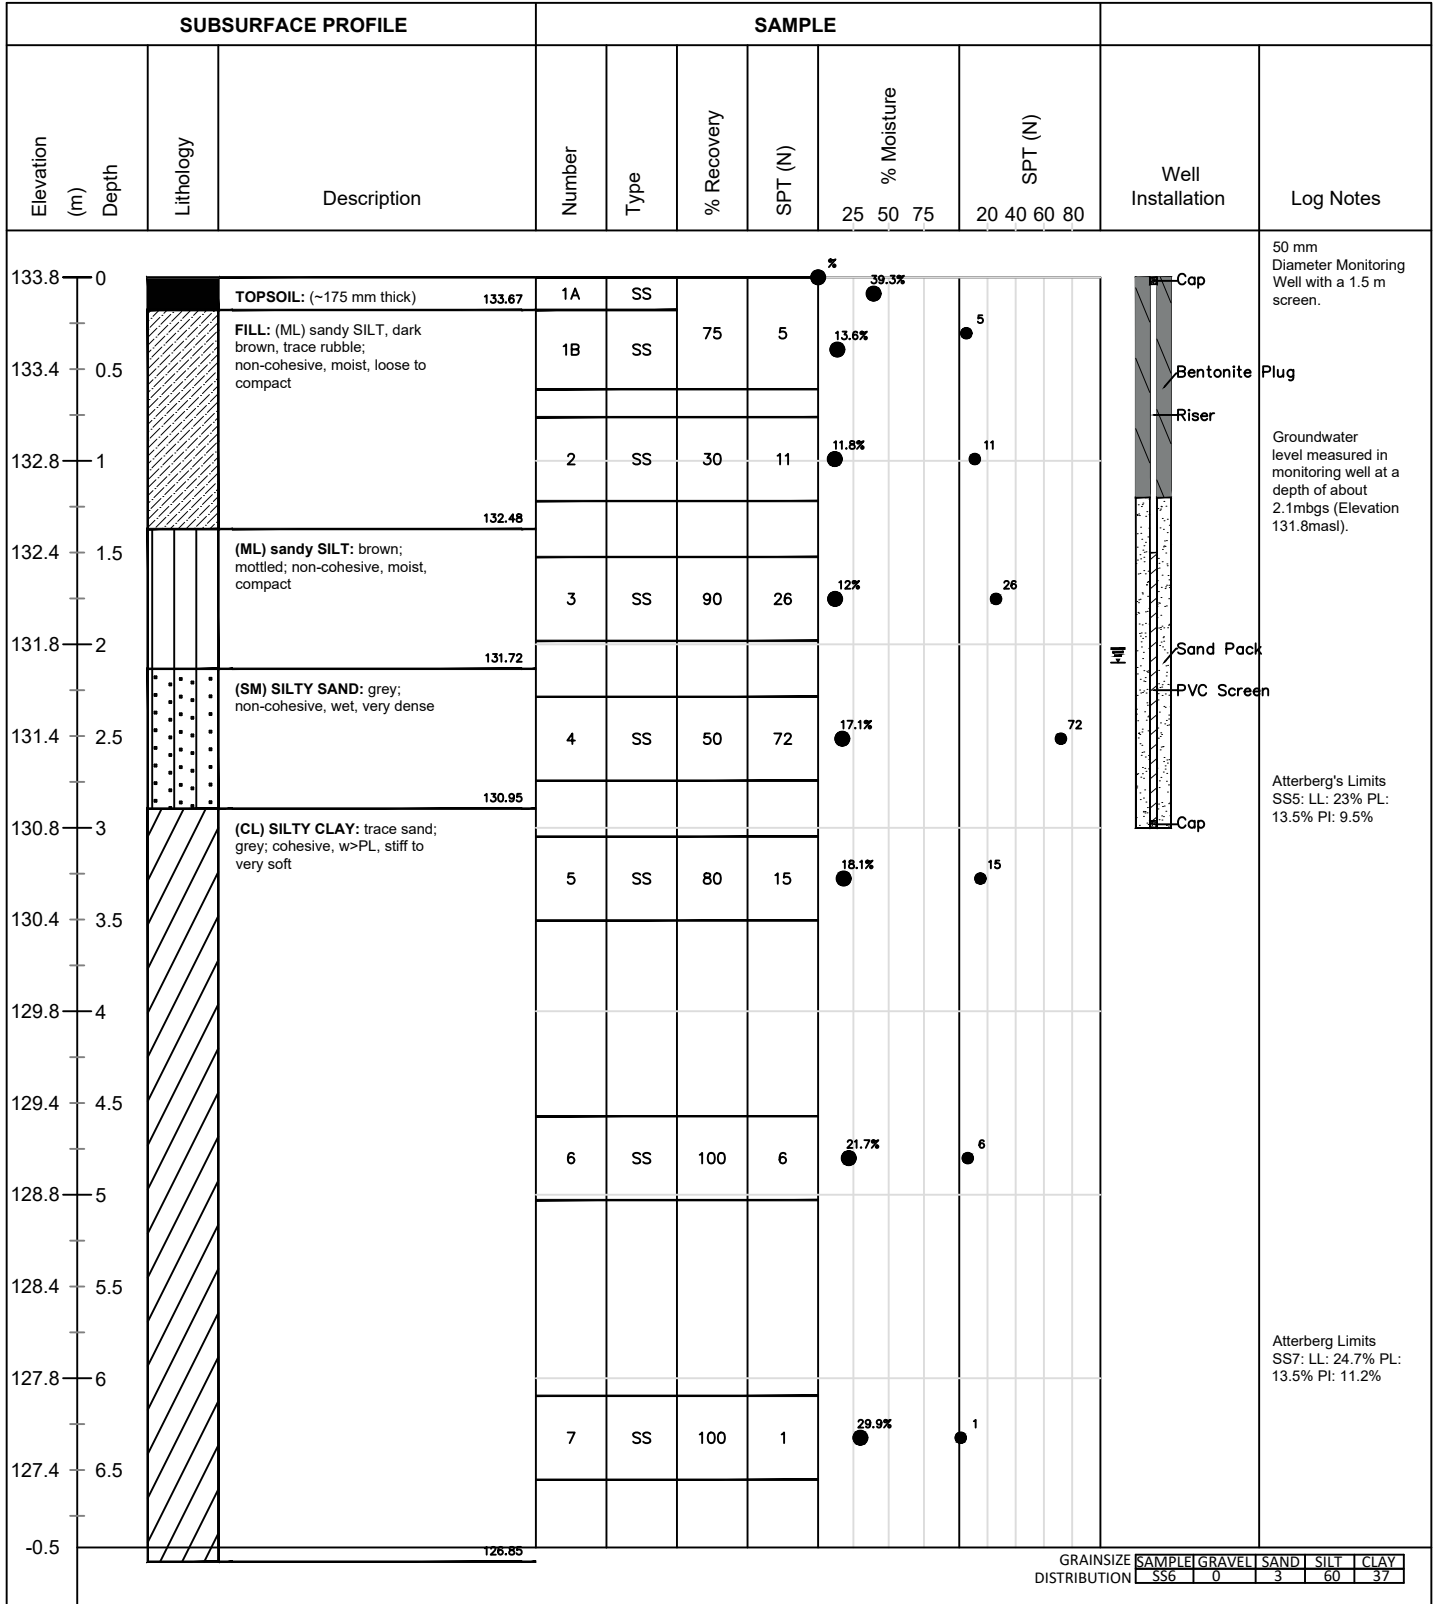 SUBSURFACE PROFILE
SAMPLE
Elevation
(m)
Depth
Lithology
Description
Number
Type
% Recovery
SPT (N)
% Moisture
25 50 75
SPT (N)
20 40 60 80
Well
Installation
Log Notes
133.8 0
133.4 0.5
132.8 1
132.4 1.5
131.8 2
131.4 2.5
130.8 3
130.4 3.5
129.8 4
129.4 4.5
128.8 5
128.4 5.5
127.8 6
127.4 6.5
-0.5
TOPSOIL: (~175 mm thick) 133.67
FILL: (ML) sandy SILT, dark
brown, trace rubble;
non-cohesive, moist, loose to
compact
132.48
(ML) sandy SILT: brown;
mottled; non-cohesive, moist,
compact
131.72
(SM) SILTY SAND: grey;
non-cohesive, wet, very dense
130.95
(CL) SILTY CLAY: trace sand;
grey; cohesive, w>PL, stiff to
very soft
126.85
%
1A SS 39.3%
1B SS 75 5 13.6% 5
2 SS 30 11 11.8% 11
3 SS 90 26 12% 26
4 SS 50 72 17.1% 72
5 SS 80 15 18.1% 15
6 SS 100 6 21.7% 6
7 SS 100 1 29.9% 1
Cap
Bentonite Plug
Riser
Sand Pack
PVC Screen
Cap
50 mm
Diameter Monitoring
Well with a 1.5 m
screen.
Groundwater
level measured in
monitoring well at a
depth of about
2.1mbgs (Elevation
131.8masl).
Atterberg's Limits
SS5: LL: 23% PL:
13.5% PI: 9.5%
Atterberg Limits
SS7: LL: 24.7% PL:
13.5% PI: 11.2%
GRAINSIZE
DISTRIBUTION
SAMPLE GRAVEL SAND SILT CLAY
SS6 0 3 60 37